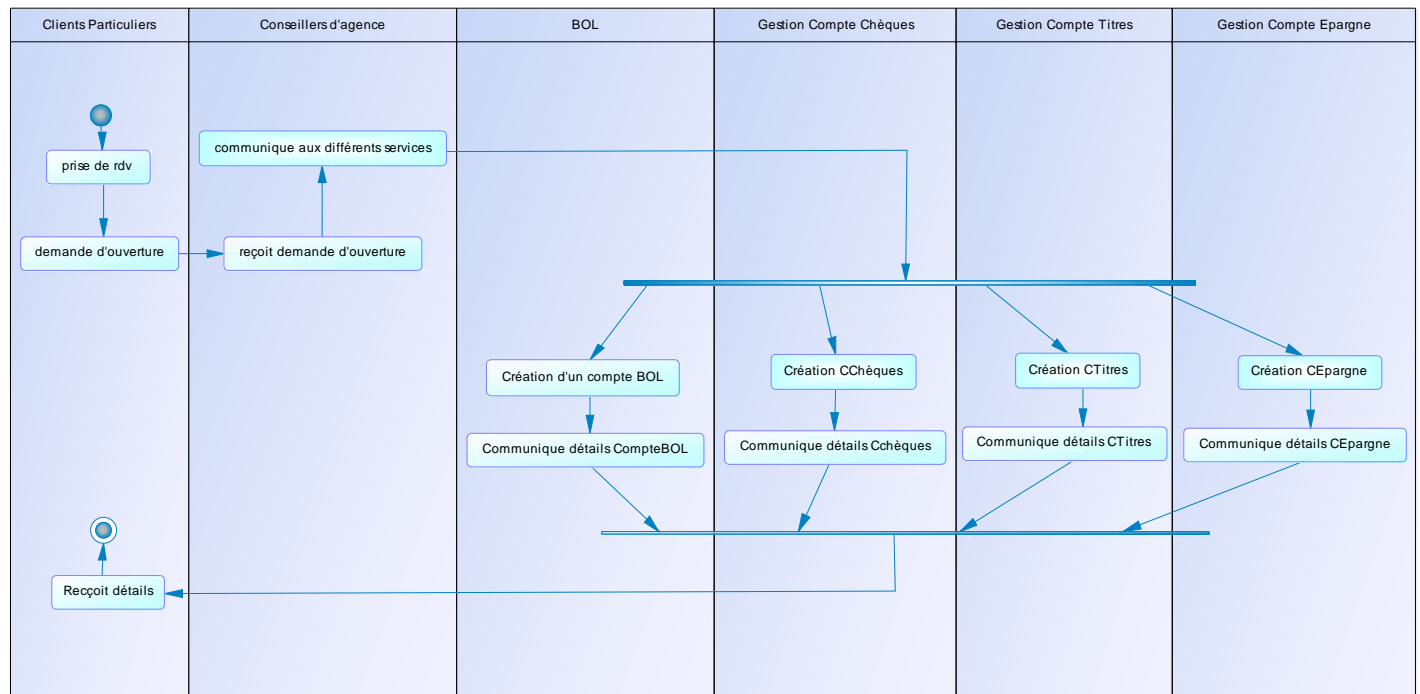 Clients Particuliers
Conseillers d'agence
BOL
Gestion Compte Chèques
Gestion Compte Titres
Gestion Compte Epargne
communique aux différents services
prise de rdv
demande d'ouverture
reçoit demande d'ouverture
Création d'un compte BOL
Création CChèques
Création CTitres
Création CEpargne
Communique détails CompteBOL
Communique détails Cchèques
Communique détails CTitres
Communique détails CEpargne
Recçoit détails